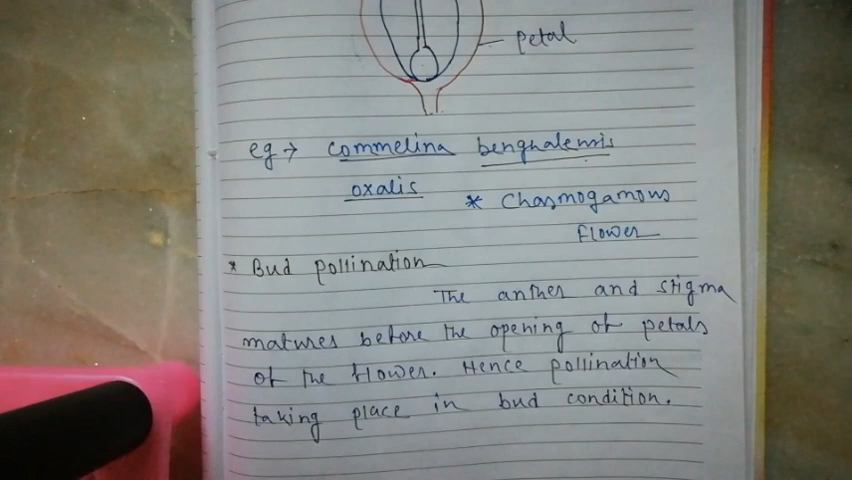 petal
eg → commelina benghalensis
oxalis
* Chasmogamous
flower
* Bud pollination
The anther and stigma
matures before the opening of petals
of the flower. Hence pollination
taking place in bud condition.